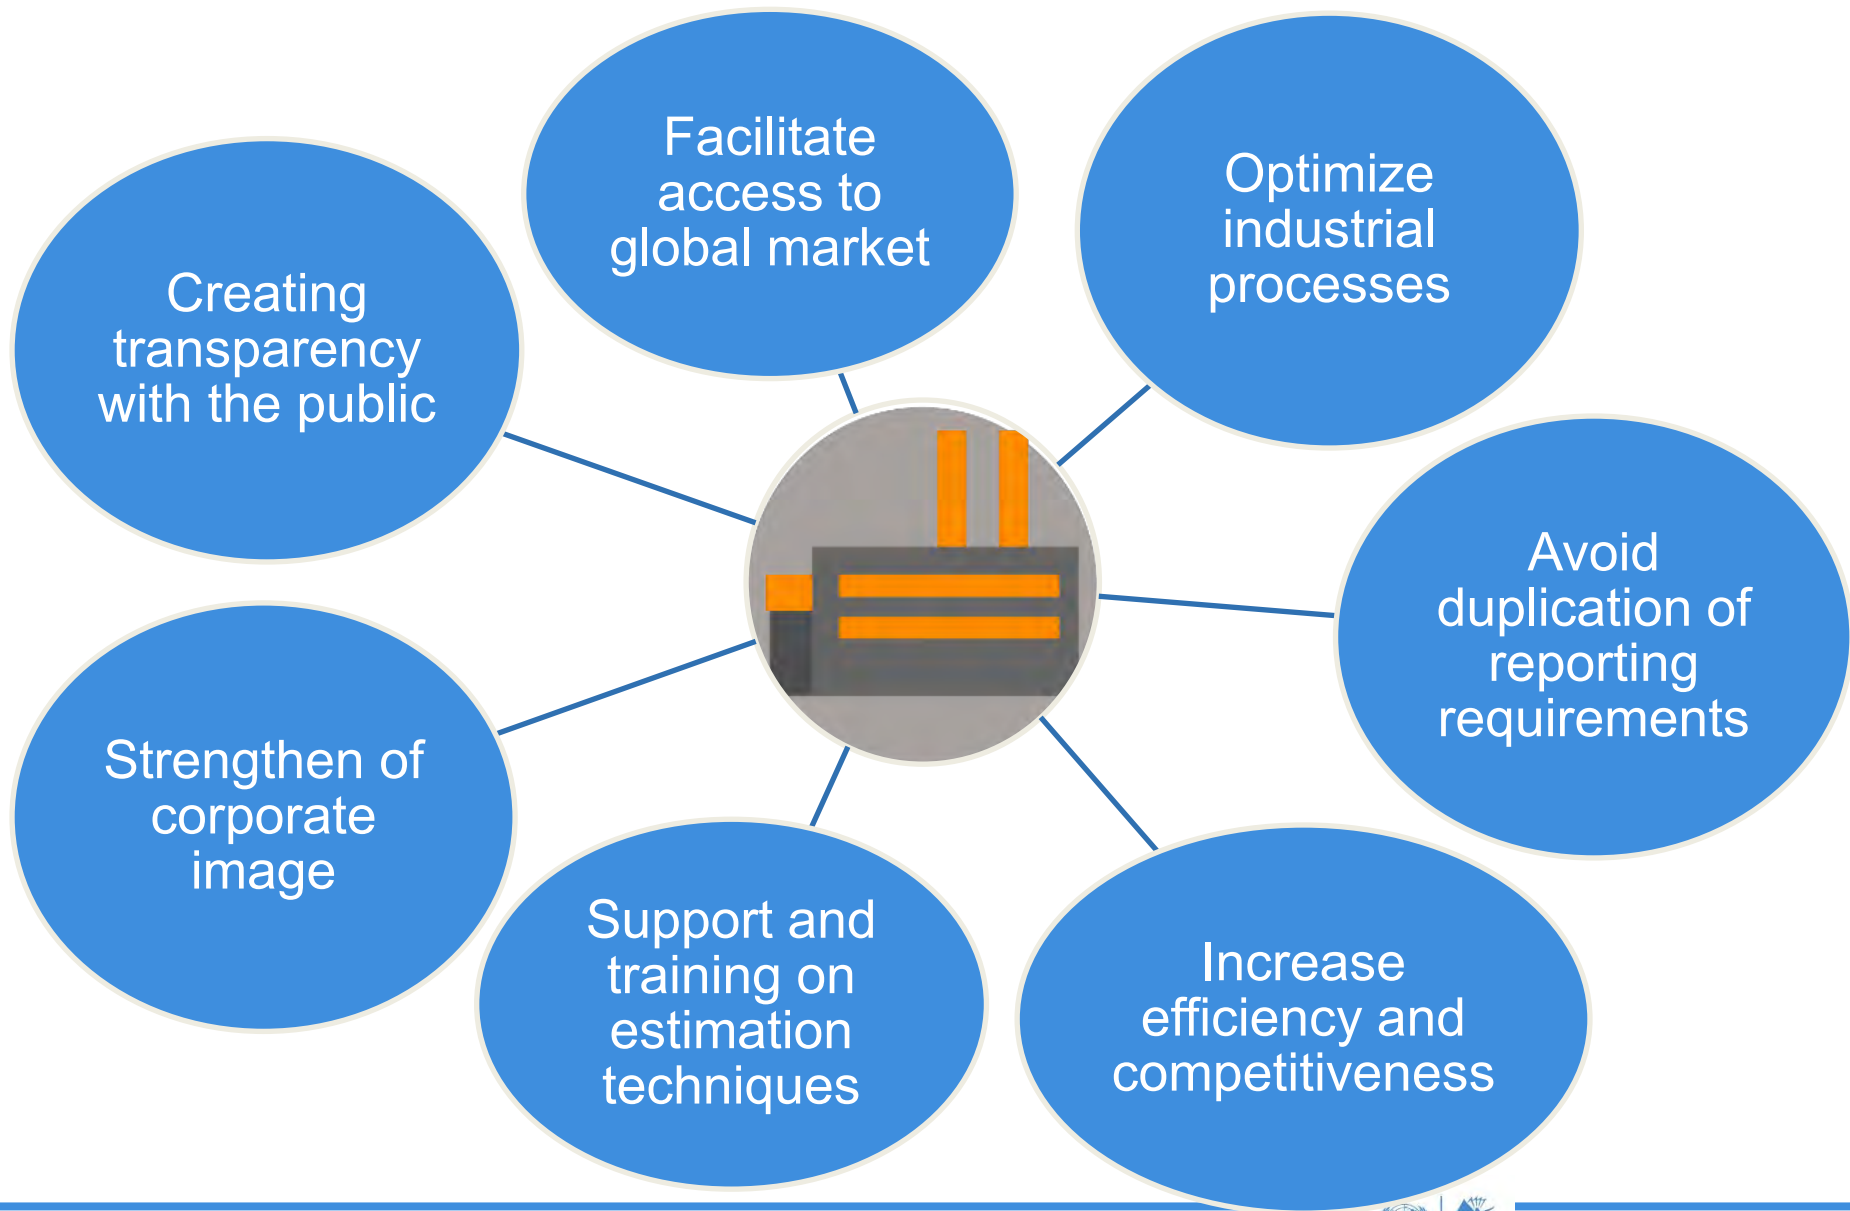 Facilitate
access to
global market
Optimize
industrial
processes
Creating
transparency
with the public
Avoid
duplication of
reporting
requirements
Strengthen of
corporate
image
Support and
training on
estimation
techniques
Increase
efficiency and
competitiveness